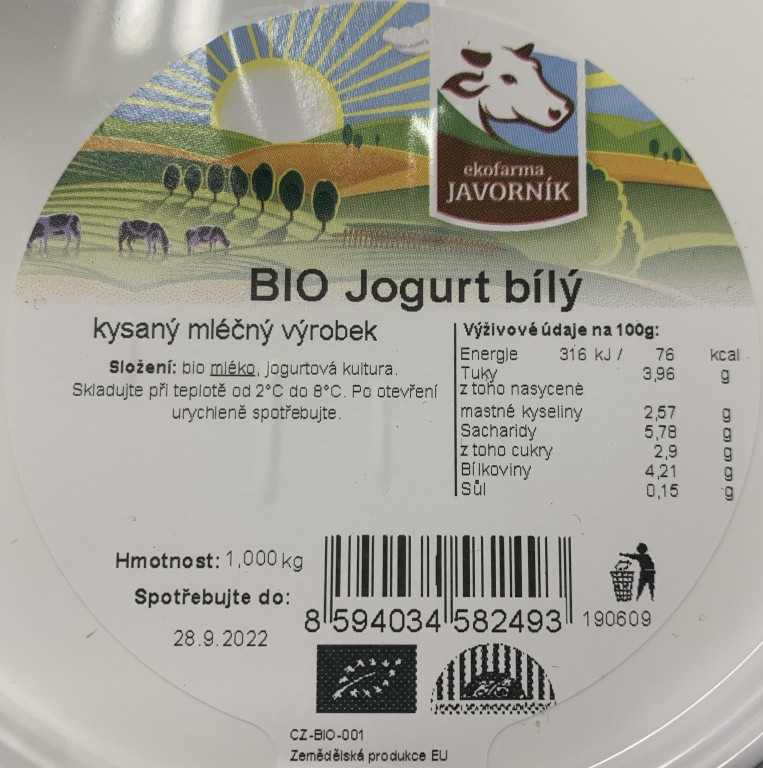 ekofarma
JAVORNÍK
BIO Jogurt bílý
kysaný mléčný výrobek
Složení: bio mléko, jogurtová kultura.
Skladujte při teplotě od 2°C do 8°C. Po otevření
urychleně spotřebujte.
Výživové údaje na 100g:
Energie 316 kJ / 76 kcal
Tuky 3,96 g
z toho nasycené
mastné kyseliny 2,57 g
Sacharidy 5,78 g
z toho cukry 2,9 g
Bílkoviny 4,21 g
Sůl 0,15 g
Hmotnost: 1,000 kg
Spotřebujte do:
28.9.2022
8 594034 582493
190609
BIO
CZ-BIO-001
Zemědělská produkce EU